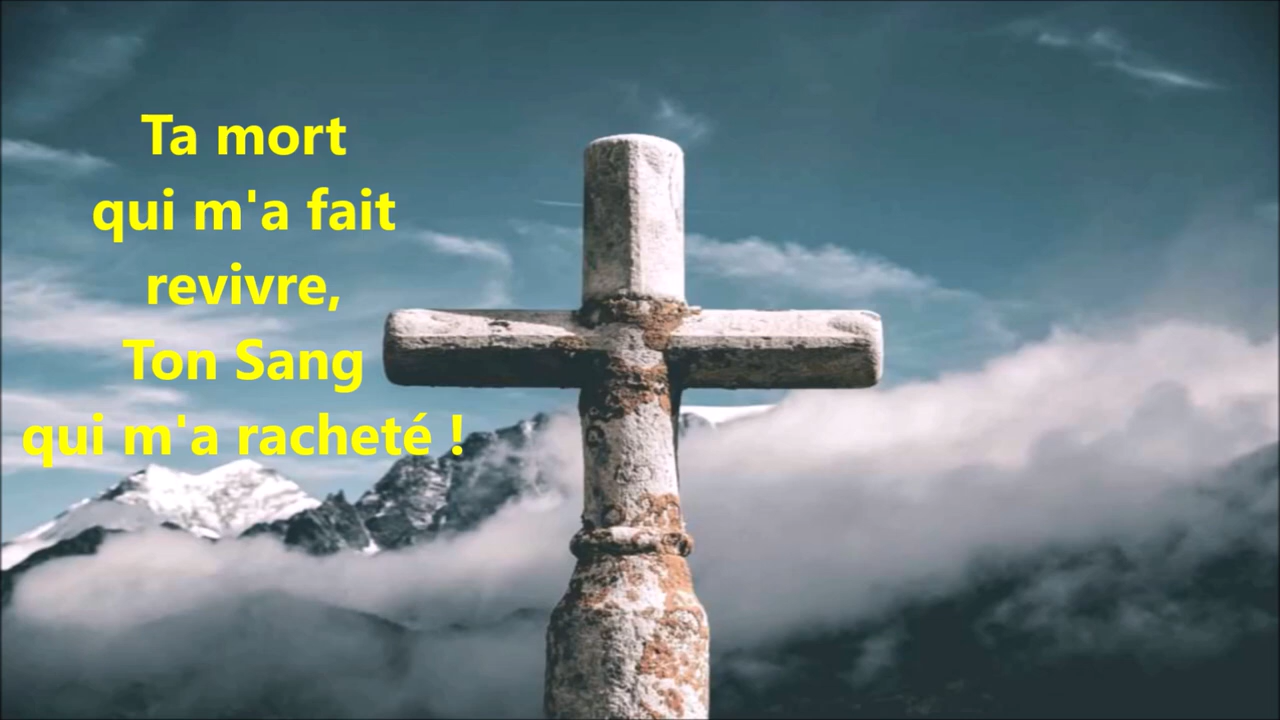 Ta mort
qui m'a fait
revivre,
Ton Sang
qui m'a racheté !